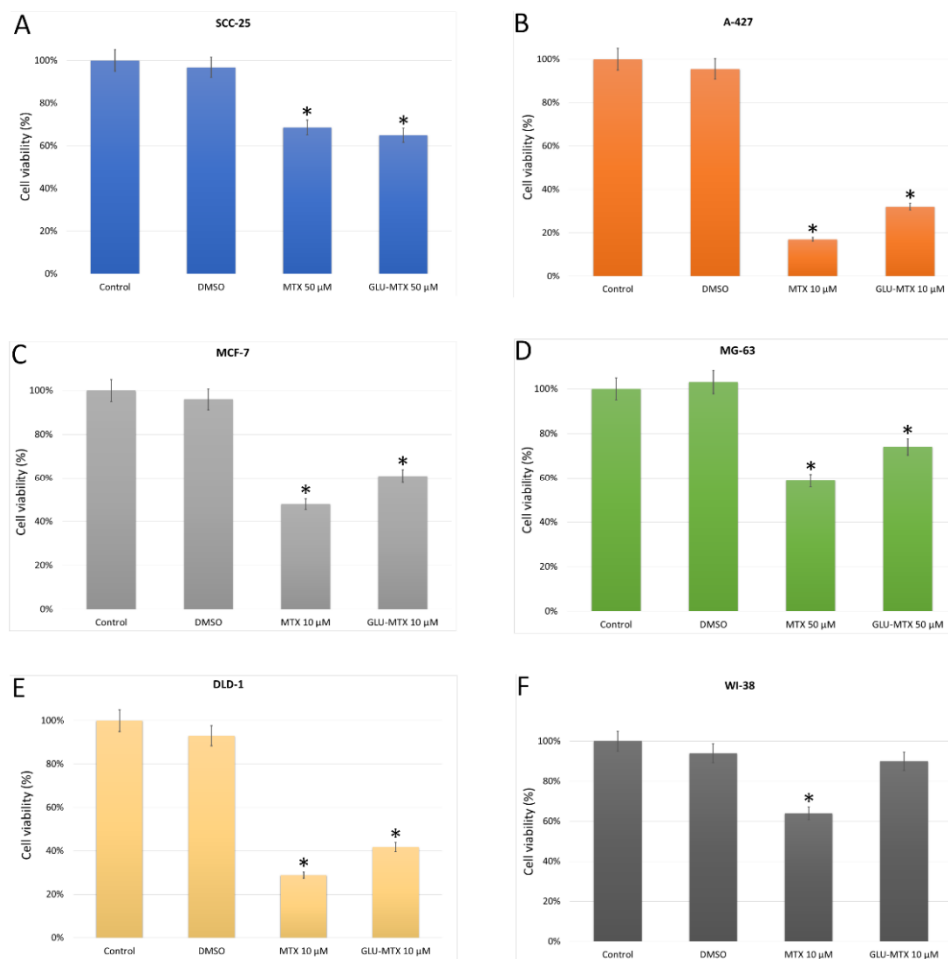 A
SCC-25
Cell viability (%)
100%
80%
60%
40%
20%
0%
*
*
Control
DMSO
MTX 50 µM
GLU-MTX 50 µM
B
A-427
Cell viability (%)
100%
80%
60%
40%
20%
0%
*
*
Control
DMSO
MTX 10 µM
GLU-MTX 10 µM
C
MCF-7
Cell viability (%)
100%
80%
60%
40%
20%
0%
*
*
Control
DMSO
MTX 10 µM
GLU-MTX 10 µM
D
MG-63
Cell viability (%)
100%
80%
60%
40%
20%
0%
*
*
Control
DMSO
MTX 50 µM
GLU-MTX 50 µM
E
DLD-1
Cell viability (%)
100%
80%
60%
40%
20%
0%
*
*
Control
DMSO
MTX 10 µM
GLU-MTX 10 µM
F
WI-38
Cell viability (%)
100%
80%
60%
40%
20%
0%
*
Control
DMSO
MTX 10 µM
GLU-MTX 10 µM